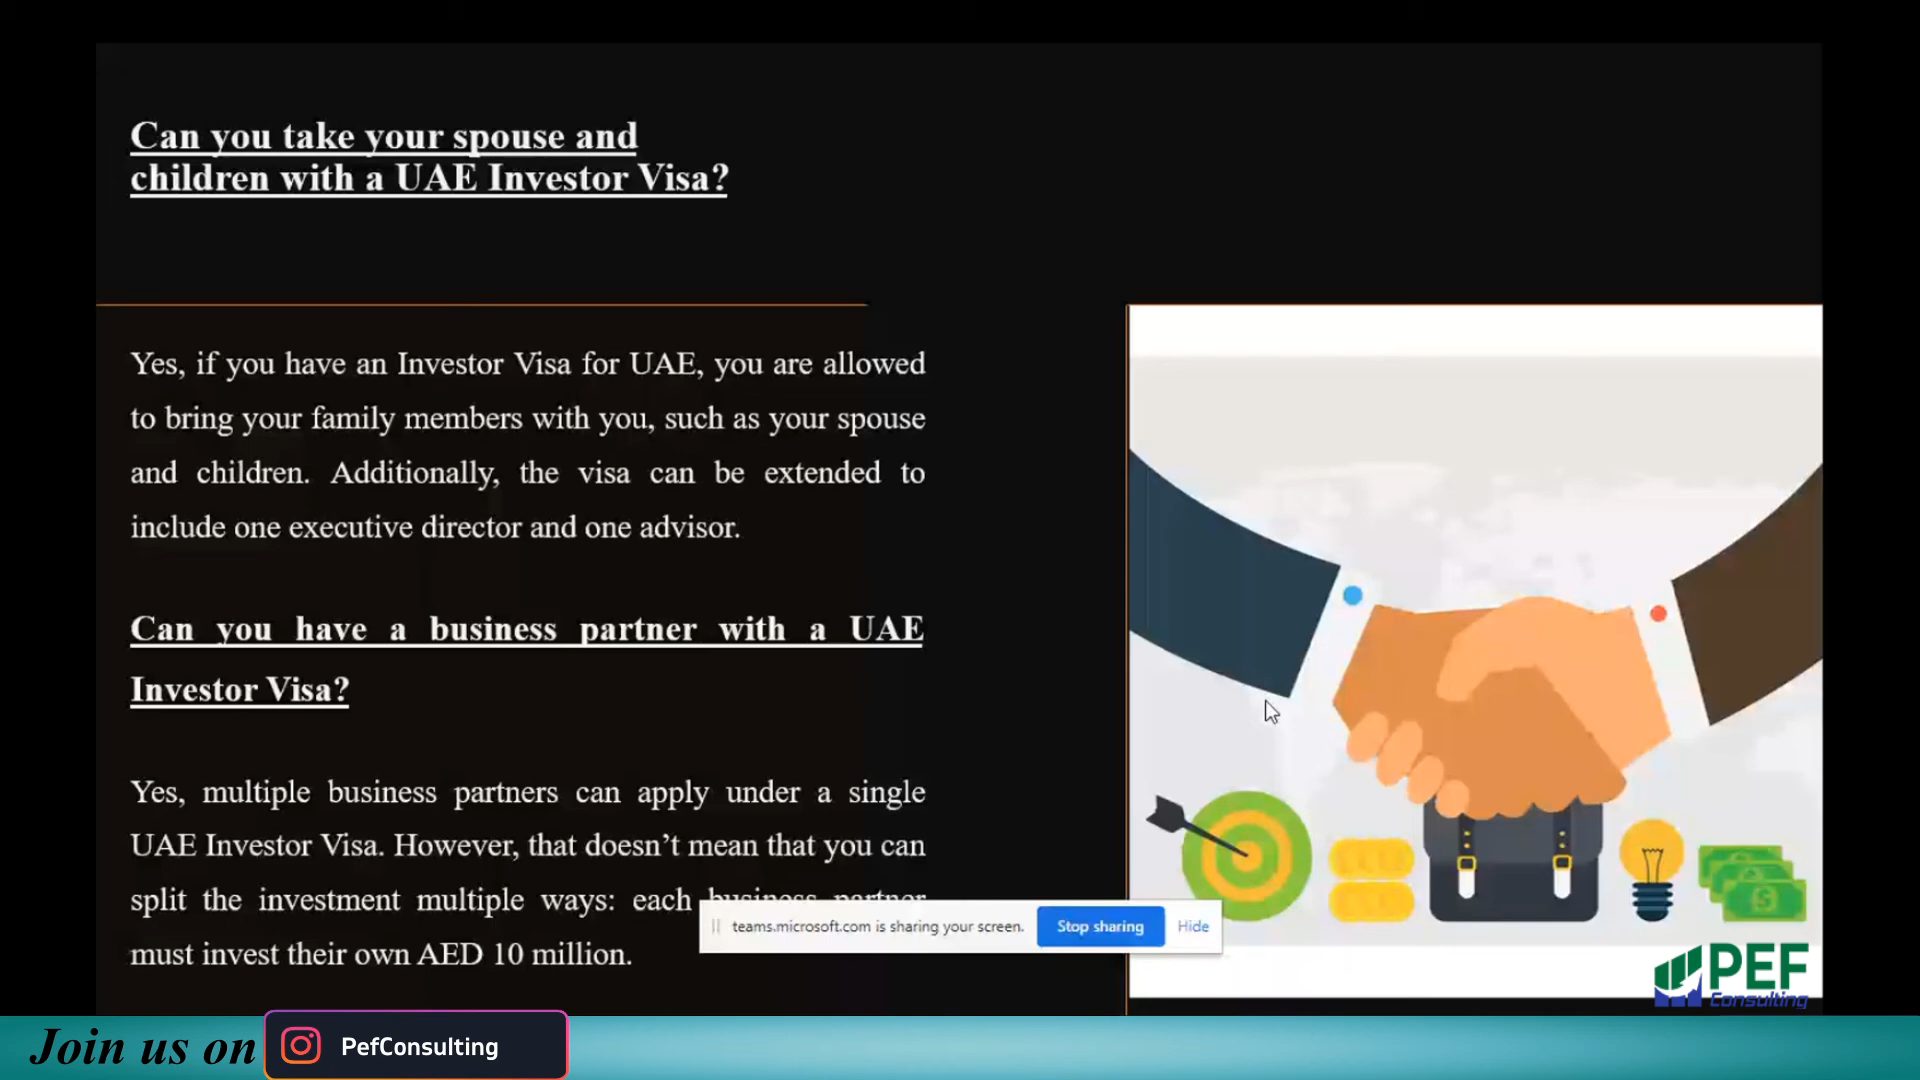 Can you take your spouse and
children with a UAE Investor Visa?
Yes, if you have an Investor Visa for UAE, you are allowed
to bring your family members with you, such as your spouse
and children. Additionally, the visa can be extended to
include one executive director and one advisor.
Can you have a business partner with a UAE
Investor Visa?
Yes, multiple business partners can apply under a single
UAE Investor Visa. However, that doesn’t mean that you can
split the investment multiple ways: each business partner
must invest their own AED 10 million.
teams.microsoft.com is sharing your screen.
Stop sharing
Hide
PEF
Consulting
Join us on
PefConsulting